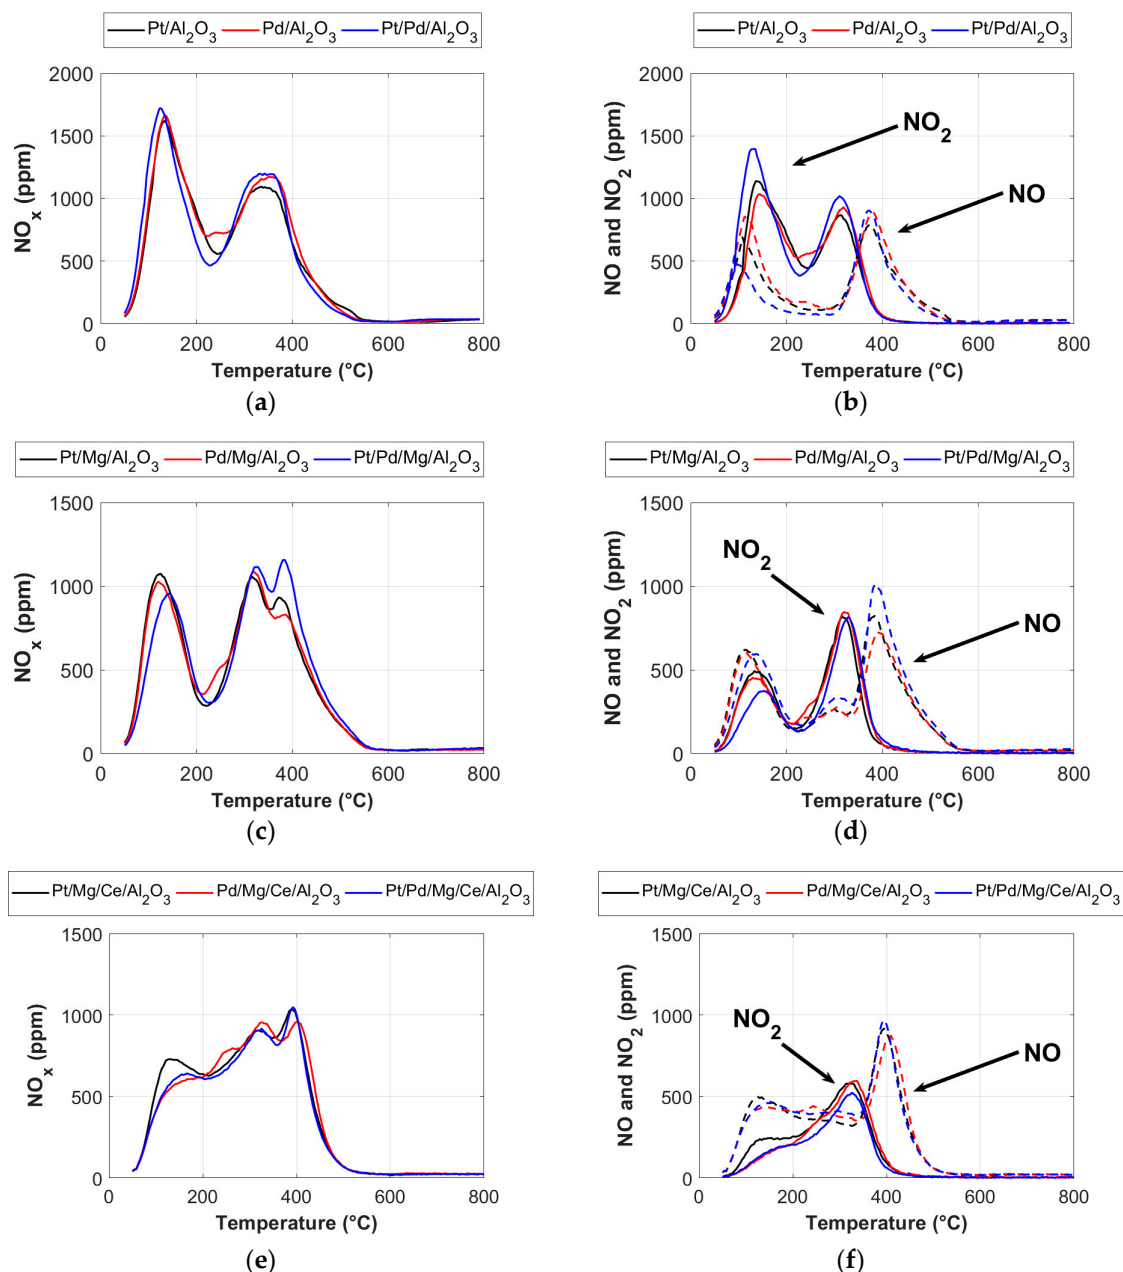 Pt/Al2O3 Pd/Al2O3 Pt/Pd/Al2O3
2000
1500
1000
500
0
NOx (ppm)
0 200 400 600 800
Temperature (°C)
(a)
Pt/Al2O3 Pd/Al2O3 Pt/Pd/Al2O3
2000
1500
1000
500
0
NO and NO2 (ppm)
NO2
NO
0 200 400 600 800
Temperature (°C)
(b)
Pt/Mg/Al2O3 Pd/Mg/Al2O3 Pt/Pd/Mg/Al2O3
1500
1000
500
0
NOx (ppm)
0 200 400 600 800
Temperature (°C)
(c)
Pt/Mg/Al2O3 Pd/Mg/Al2O3 Pt/Pd/Mg/Al2O3
1500
1000
500
0
NO and NO2 (ppm)
NO2
NO
0 200 400 600 800
Temperature (°C)
(d)
Pt/Mg/Ce/Al2O3 Pd/Mg/Ce/Al2O3 Pt/Pd/Mg/Ce/Al2O3
1500
1000
500
0
NOx (ppm)
0 200 400 600 800
Temperature (°C)
(e)
Pt/Mg/Ce/Al2O3 Pd/Mg/Ce/Al2O3 Pt/Pd/Mg/Ce/Al2O3
1500
1000
500
0
NO and NO2 (ppm)
NO2
NO
0 200 400 600 800
Temperature (°C)
(f)